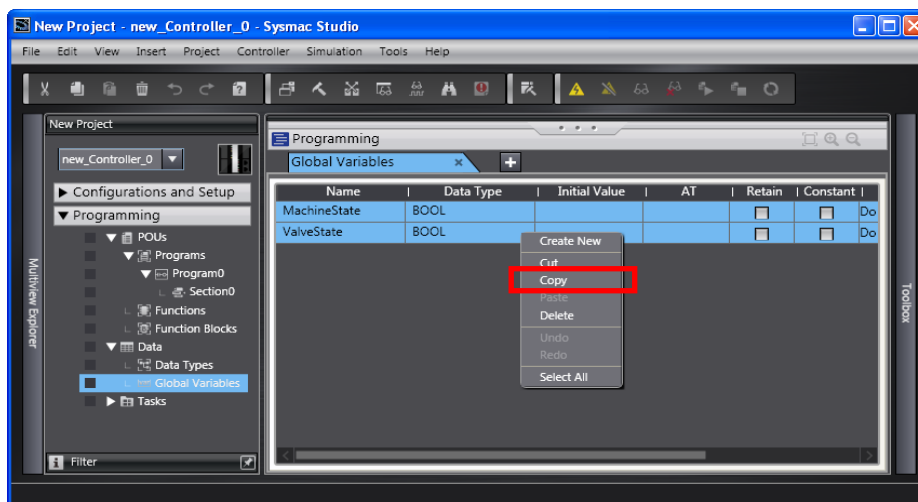 New Project - new_Controller_0 - Sysmac Studio
File Edit View Insert Project Controller Simulation Tools Help
Multiview Explorer
New Project
new_Controller_0
Configurations and Setup
Programming
POUs
Programs
Program0
Section0
Functions
Function Blocks
Data
Data Types
Global Variables
Tasks
Filter
Programming
Global Variables
Name Data Type Initial Value AT Retain Constant
MachineState BOOL Do
ValveState BOOL Do
Create New
Cut
Copy
Paste
Delete
Undo
Redo
Select All
Toolbox